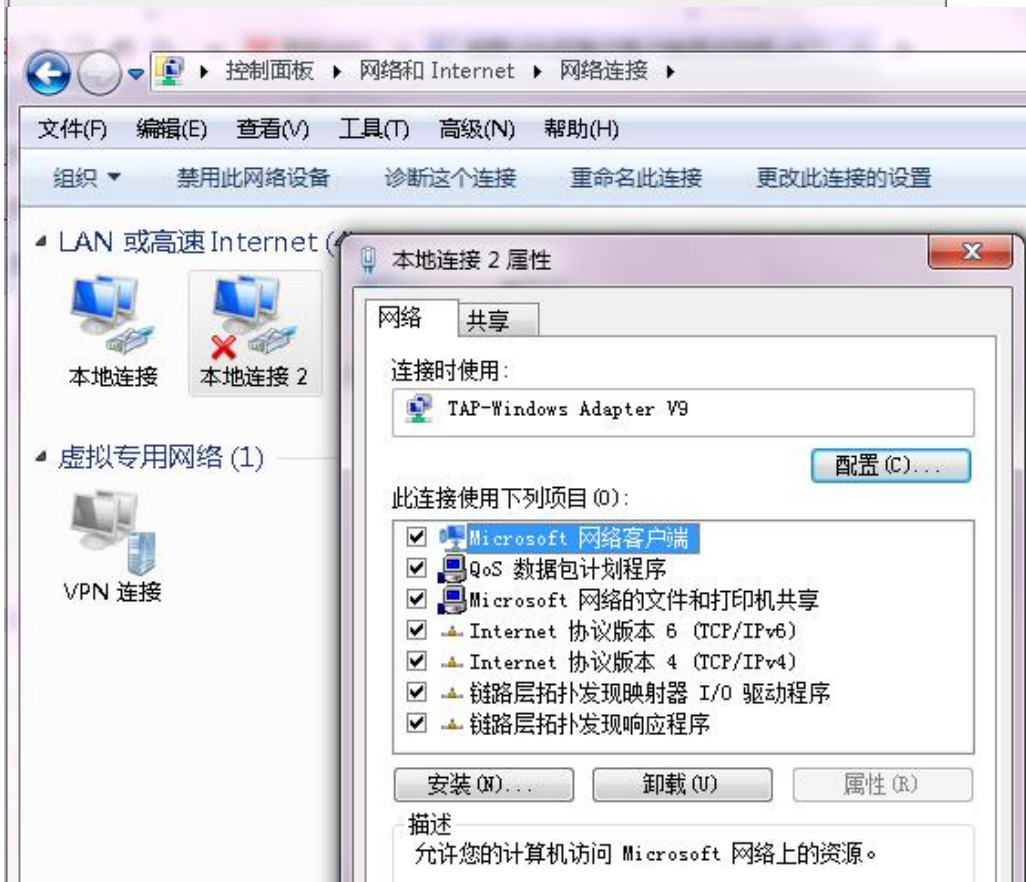 控制面板 网络和 Internet 网络连接
文件(F) 编辑(E) 查看(V) 工具(T) 高级(N) 帮助(H)
组织 禁用此网络设备 诊断这个连接 重命名此连接 更改此连接的设置
LAN 或高速 Internet (4
本地连接
本地连接 2
虚拟专用网络 (1)
VPN 连接
本地连接 2 属性
网络 共享
连接时使用:
TAP-Windows Adapter V9
配置(C)...
此连接使用下列项目(O):
Microsoft 网络客户端
QoS 数据包计划程序
Microsoft 网络的文件和打印机共享
Internet 协议版本 6 (TCP/IPv6)
Internet 协议版本 4 (TCP/IPv4)
链路层拓扑发现映射器 I/O 驱动程序
链路层拓扑发现响应程序
安装(N)... 卸载(U) 属性(R)
描述
允许您的计算机访问 Microsoft 网络上的资源。